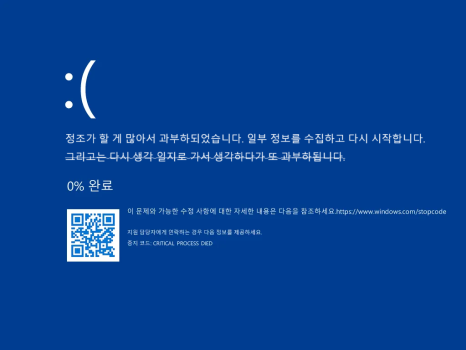 :(
정조가 할 게 많아서 과부하되었습니다. 일부 정보를 수집하고 다시 시작합니다.
그리고는 다시 생각 일지로 가서 생각하다가 또 과부하됩니다.
0% 완료
이 문제와 가능한 수정 사항에 대한 자세한 내용은 다음을 참조하세요.https://www.windows.com/stopcode
지원 담당자에게 연락하는 경우 다음 정보를 제공하세요.
중지 코드: CRITICAL PROCESS DIED